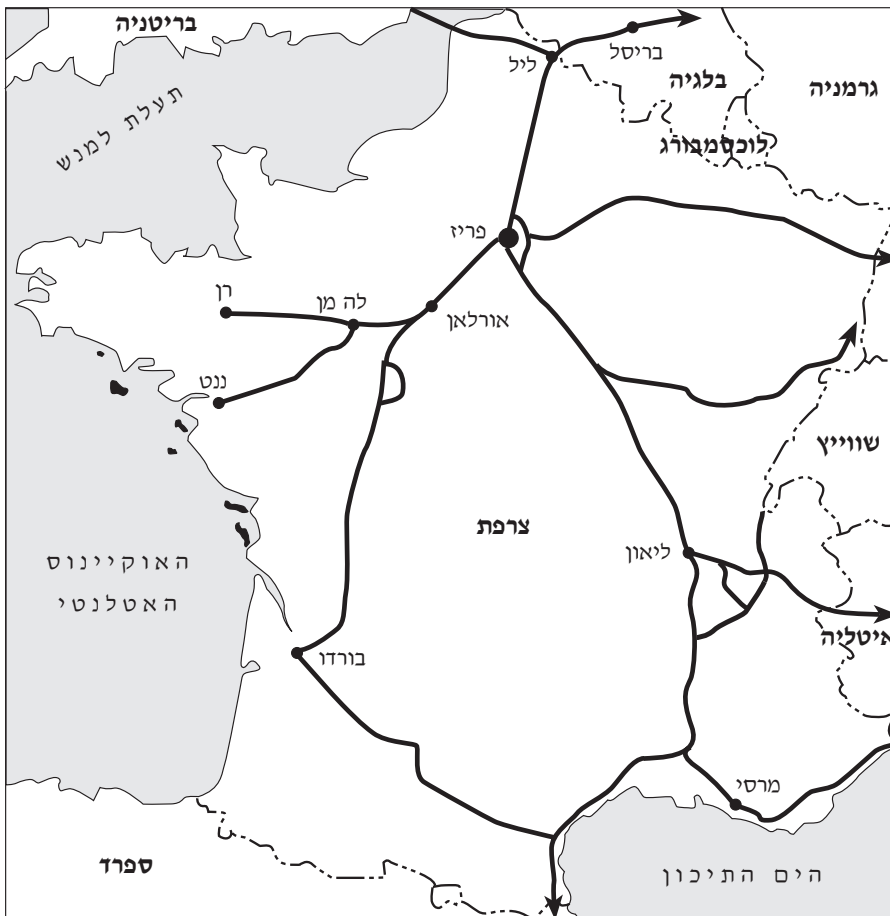 בריטניה
בריסל
ליל
בלגיה
גרמניה
תעלת למנש
לוכסמבורג
פריז
רן
לה מן
אורלאן
ננט
שווייץ
צרפת
ליאון
האוקיינוס
האטלנטי
איטליה
בורדו
מרסי
ספרד
הים התיכון